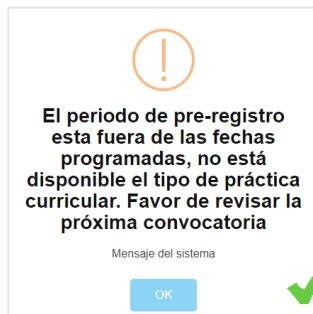 El periodo de pre-registro
esta fuera de las fechas
programadas, no está
disponible el tipo de práctica
curricular. Favor de revisar la
próxima convocatoria
Mensaje del sistema
OK